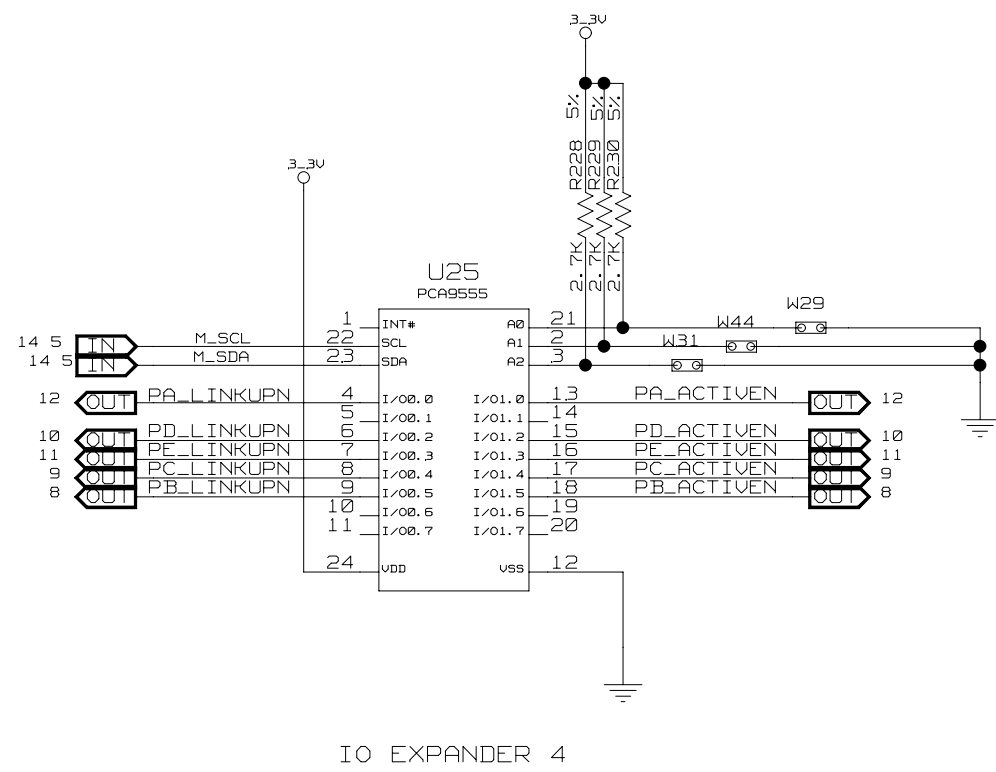 3_3V
5%
5%
5%
R228
R229
R230
2.7K
2.7K
2.7K
3_3V
U25
PCA9555
W29
W44
W31
1 INT# A0 21
14 5 IN M_SCL 22 SCL A1 2
14 5 IN M_SDA 23 SDA A2 3
12 OUT PA_LINKUPN 4 I/O0.0 I/O1.0 13 PA_ACTIVEN OUT 12
5 I/O0.1 I/O1.1 14
10 OUT PD_LINKUPN 6 I/O0.2 I/O1.2 15 PD_ACTIVEN OUT 10
11 OUT PE_LINKUPN 7 I/O0.3 I/O1.3 16 PE_ACTIVEN OUT 11
9 OUT PC_LINKUPN 8 I/O0.4 I/O1.4 17 PC_ACTIVEN OUT 9
8 OUT PB_LINKUPN 9 I/O0.5 I/O1.5 18 PB_ACTIVEN OUT 8
10 I/O0.6 I/O1.6 19
11 I/O0.7 I/O1.7 20
24 VDD VSS 12
IO EXPANDER 4